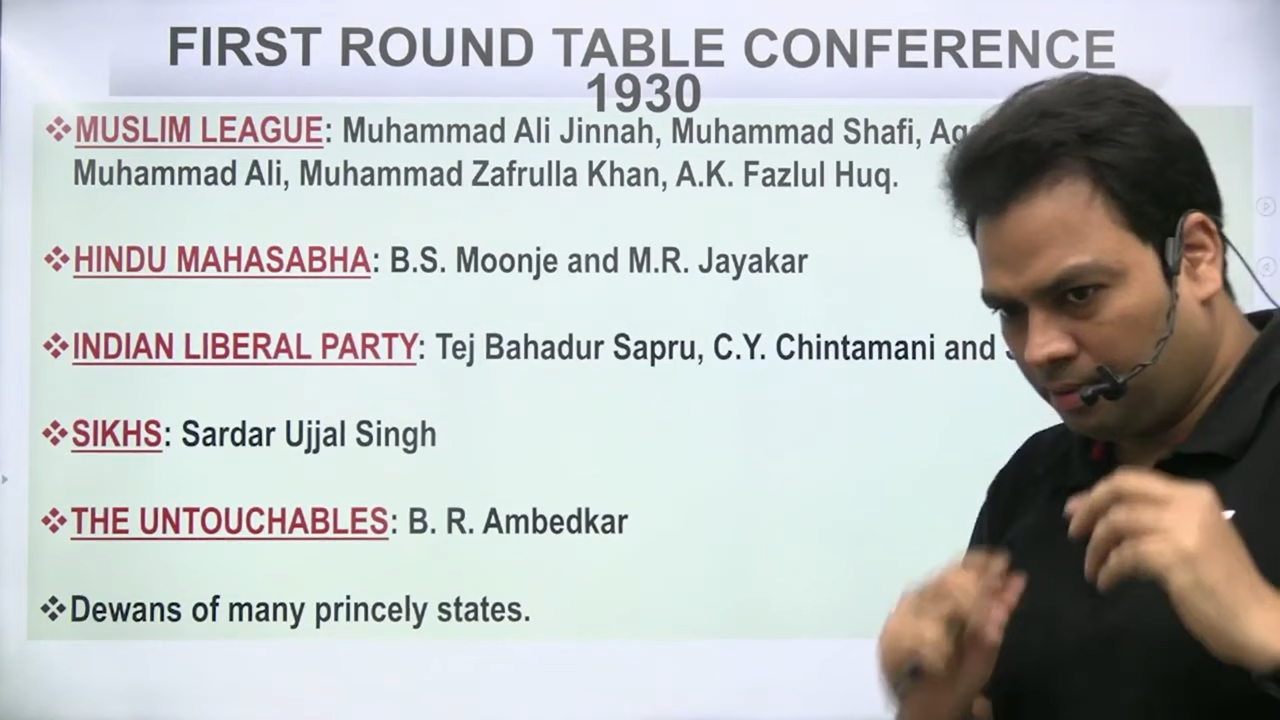 FIRST ROUND TABLE CONFERENCE
1930
❖MUSLIM LEAGUE: Muhammad Ali Jinnah, Muhammad Shafi,
Muhammad Ali, Muhammad Zafrulla Khan, A.K. Fazlul Huq.
❖HINDU MAHASABHA: B.S. Moonje and M.R. Jayakar
❖INDIAN LIBERAL PARTY: Tej Bahadur Sapru, C.Y. Chintamani and
❖SIKHS: Sardar Ujjal Singh
❖THE UNTOUCHABLES: B. R. Ambedkar
❖Dewans of many princely states.